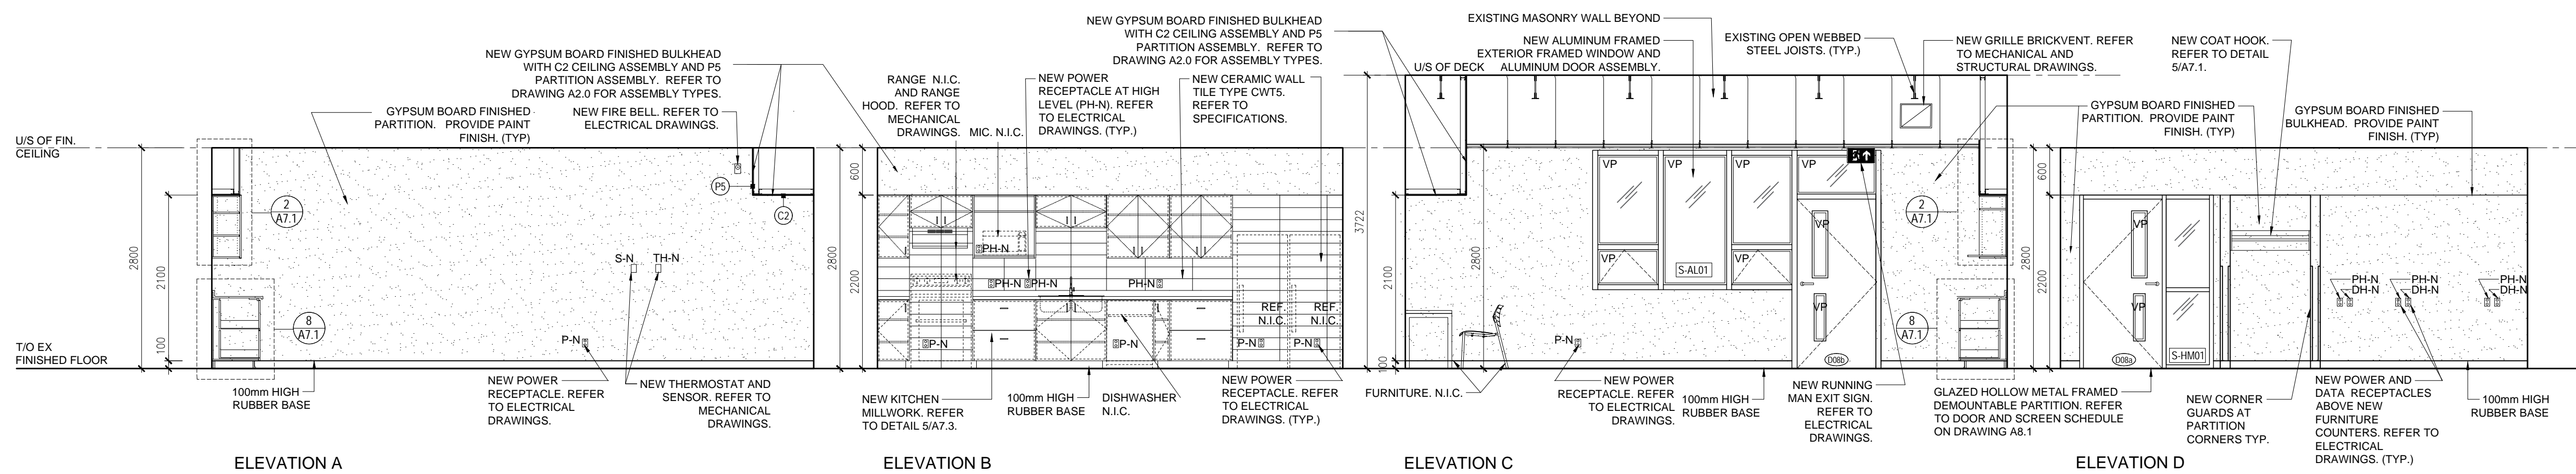 U/S OF FIN.
CEILING
T/O EX
FINISHED FLOOR
2800
2100
100
NEW GYPSUM BOARD FINISHED BULKHEAD
WITH C2 CEILING ASSEMBLY AND P5
PARTITION ASSEMBLY. REFER TO
DRAWING A2.0 FOR ASSEMBLY TYPES.
GYPSUM BOARD FINISHED
PARTITION. PROVIDE PAINT
FINISH. (TYP)
NEW FIRE BELL. REFER TO
ELECTRICAL DRAWINGS.
P5
C2
2
A7.1
8
A7.1
S-N
TH-N
P-N
100mm HIGH
RUBBER BASE
NEW POWER
RECEPTACLE. REFER
TO ELECTRICAL
DRAWINGS.
NEW THERMOSTAT AND
SENSOR. REFER TO
MECHANICAL
DRAWINGS.
ELEVATION A
2800
600
2200
RANGE N.I.C.
AND RANGE
HOOD. REFER TO
MECHANICAL
DRAWINGS.
MIC. N.I.C.
NEW POWER
RECEPTACLE AT HIGH
LEVEL (PH-N). REFER
TO ELECTRICAL
DRAWINGS. (TYP.)
NEW CERAMIC WALL
TILE TYPE CWT5.
REFER TO
SPECIFICATIONS.
PH-N
PH-N
PH-N
PH-N
REF.
N.I.C.
REF.
N.I.C.
P-N
P-N
P-N
P-N
NEW KITCHEN
MILLWORK. REFER
TO DETAIL 5/A7.3.
100mm HIGH
RUBBER BASE
DISHWASHER
N.I.C.
NEW POWER
RECEPTACLE. REFER
TO ELECTRICAL
DRAWINGS. (TYP.)
ELEVATION B
NEW GYPSUM BOARD FINISHED BULKHEAD
WITH C2 CEILING ASSEMBLY AND P5
PARTITION ASSEMBLY. REFER TO
DRAWING A2.0 FOR ASSEMBLY TYPES.
U/S OF DECK
EXISTING MASONRY WALL BEYOND
NEW ALUMINUM FRAMED
EXTERIOR FRAMED WINDOW AND
ALUMINUM DOOR ASSEMBLY.
EXISTING OPEN WEBBED
STEEL JOISTS. (TYP.)
NEW GRILLE BRICKVENT. REFER
TO MECHANICAL AND
STRUCTURAL DRAWINGS.
3722
2100
100
2800
VP
VP
VP
VP
VP
VP
VP
VP
S-AL01
D08b
P-N
2
A7.1
8
A7.1
FURNITURE. N.I.C.
NEW POWER
RECEPTACLE. REFER
TO ELECTRICAL
DRAWINGS.
100mm HIGH
RUBBER BASE
NEW RUNNING
MAN EXIT SIGN.
REFER TO
ELECTRICAL
DRAWINGS.
ELEVATION C
NEW COAT HOOK.
REFER TO DETAIL
5/A7.1.
GYPSUM BOARD FINISHED
PARTITION. PROVIDE PAINT
FINISH. (TYP)
GYPSUM BOARD FINISHED
BULKHEAD. PROVIDE PAINT
FINISH. (TYP)
2800
600
2200
VP
VP
D08a
S-HM01
PH-N
DH-N
PH-N
DH-N
PH-N
DH-N
GLAZED HOLLOW METAL FRAMED
DEMOUNTABLE PARTITION. REFER
TO DOOR AND SCREEN SCHEDULE
ON DRAWING A8.1
NEW CORNER
GUARDS AT
PARTITION
CORNERS TYP.
NEW POWER AND
DATA RECEPTACLES
ABOVE NEW
FURNITURE
COUNTERS. REFER TO
ELECTRICAL
DRAWINGS. (TYP.)
100mm HIGH
RUBBER BASE
ELEVATION D